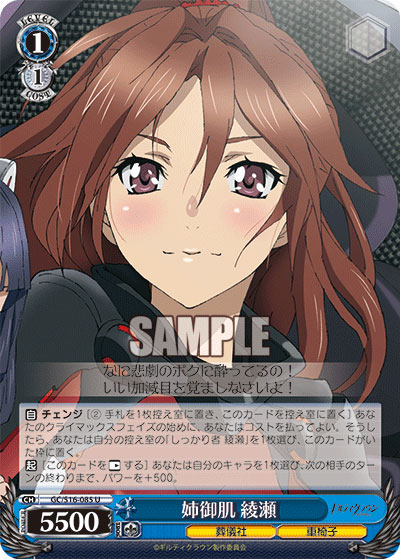 LEVEL
1
1
COST
SAMPLE
なに悲劇のボクに酔ってるの！
いい加減目を覚ましなさいよ！
自 チェンジ [② 手札を1枚控え室に置き、このカードを控え室に置く] あなたのクライマックスフェイズの始めに、あなたはコストを払ってよい。そうしたら、あなたは自分の控え室の「しっかり者 綾瀬」を1枚選び、このカードがいた枠に置く。
起 [このカードを する] あなたは自分のキャラを1枚選び、次の相手のターンの終わりまで、パワーを＋500。
CH
GC/S16-085 U
5500
姉御肌 綾瀬
葬儀社
車椅子
©ギルティクラウン製作委員会